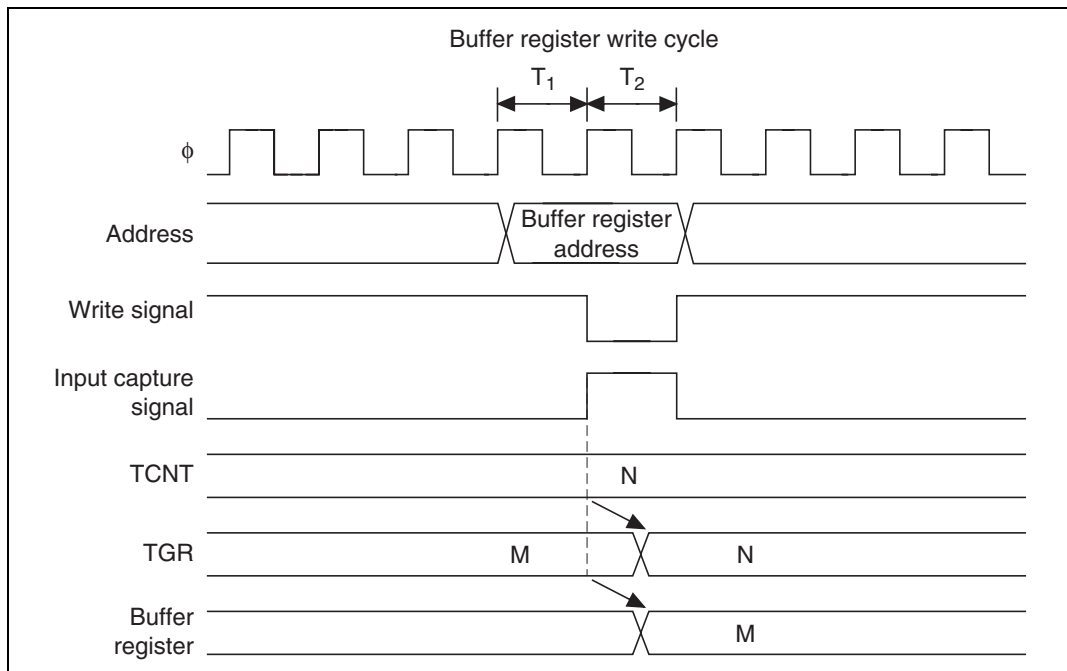 Buffer register write cycle
T₁ T₂
ϕ
Address
Buffer register
address
Write signal
Input capture
signal
TCNT
N
TGR
M
N
Buffer
register
M